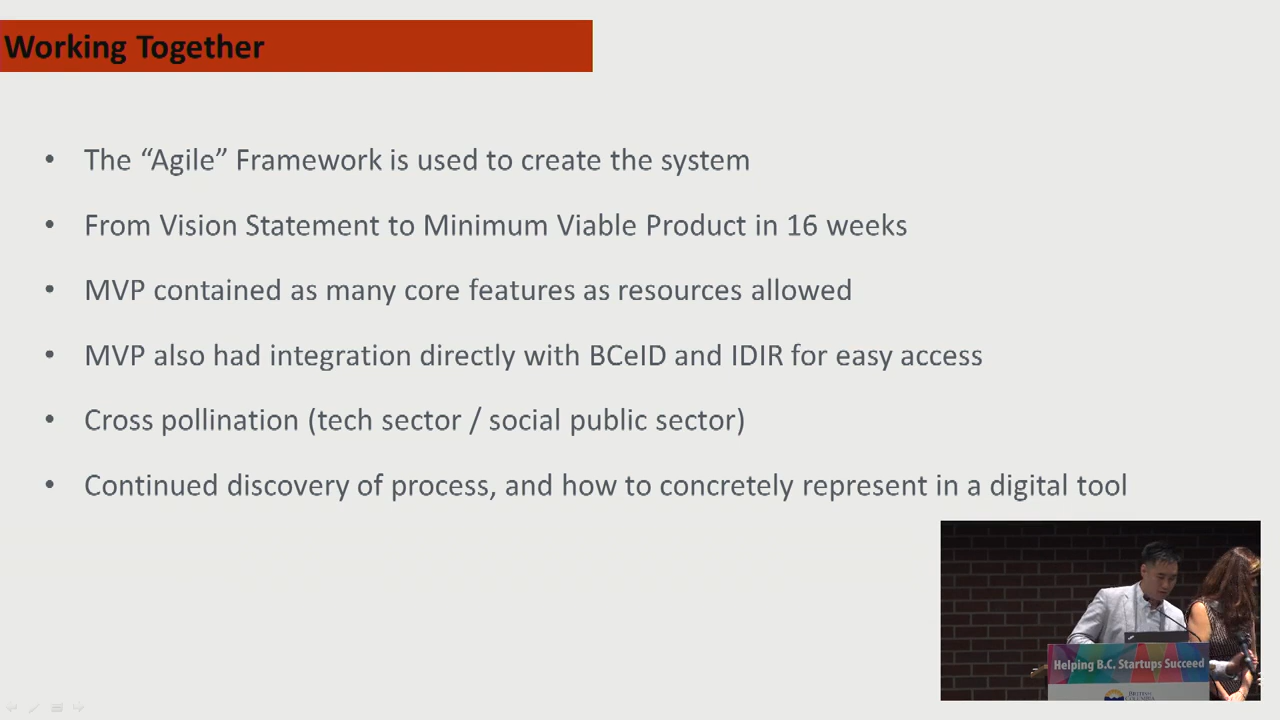 Working Together
• The “Agile” Framework is used to create the system
• From Vision Statement to Minimum Viable Product in 16 weeks
• MVP contained as many core features as resources allowed
• MVP also had integration directly with BCeID and IDIR for easy access
• Cross pollination (tech sector / social public sector)
• Continued discovery of process, and how to concretely represent in a digital tool
Helping B.C. Startups Succeed
BRITISH
COLUMBIA